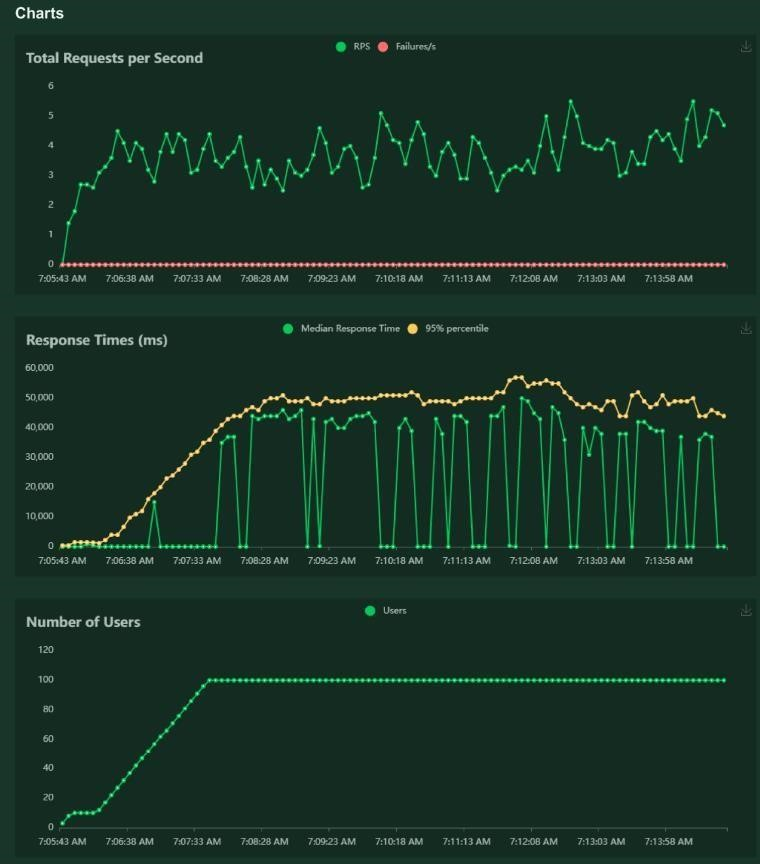 Charts
RPS Failures/s
Total Requests per Second
6
5
4
3
2
1
0
7:05:43 AM 7:06:38 AM 7:07:33 AM 7:08:28 AM 7:09:23 AM 7:10:18 AM 7:11:13 AM 7:12:08 AM 7:13:03 AM 7:13:58 AM
Median Response Time 95% percentile
Response Times (ms)
60,000
50,000
40,000
30,000
20,000
10,000
0
7:05:43 AM 7:06:38 AM 7:07:33 AM 7:08:28 AM 7:09:23 AM 7:10:18 AM 7:11:13 AM 7:12:08 AM 7:13:03 AM 7:13:58 AM
Users
Number of Users
120
100
80
60
40
20
0
7:05:43 AM 7:06:38 AM 7:07:33 AM 7:08:28 AM 7:09:23 AM 7:10:18 AM 7:11:13 AM 7:12:08 AM 7:13:03 AM 7:13:58 AM